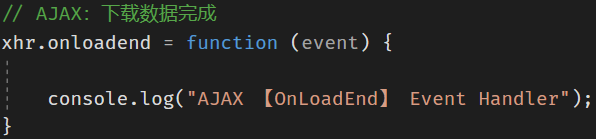 // AJAX: 下载数据完成
xhr.onloadend = function (event) {
console.log("AJAX 【OnLoadEnd】 Event Handler");
}